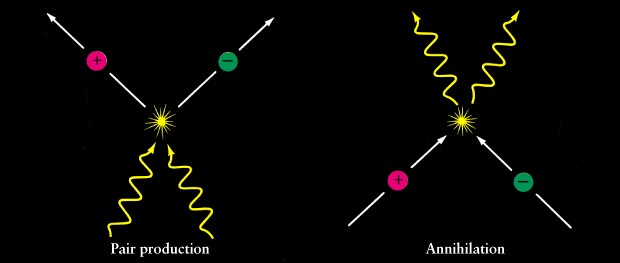 +
−
+
−
Pair production
Annihilation